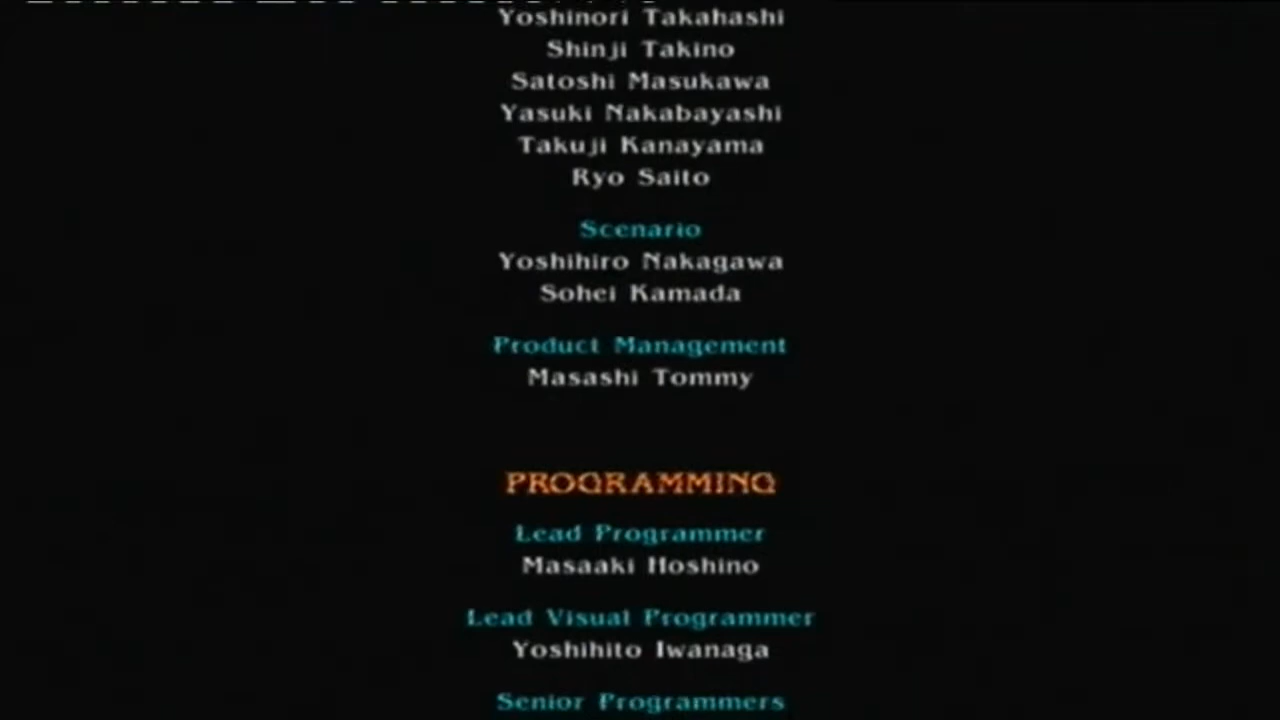 Yoshinori Takahashi
Shinji Takino
Satoshi Masukawa
Yasuki Nakabayashi
Takuji Kanayama
Ryo Saito
Scenario
Yoshihiro Nakagawa
Sohei Kamada
Product Management
Masashi Tommy
PROGRAMMING
Lead Programmer
Masaaki Hoshino
Lead Visual Programmer
Yoshihito Iwanaga
Senior Programmers